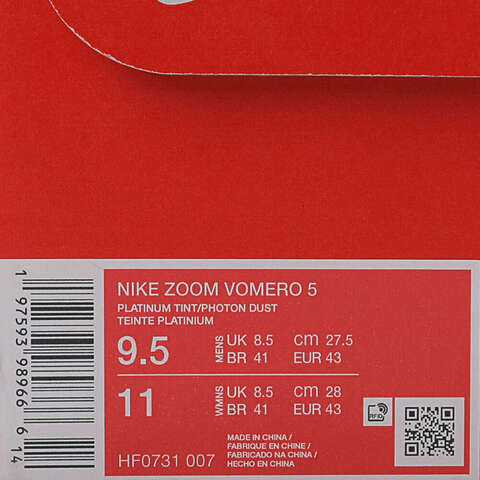 NIKE ZOOM VOMERO 5
PLATINUM TINT/PHOTON DUST
TEINTE PLATINIUM
9.5 MENS UK 8.5 CM 27.5
BR 41 EUR 43
11 WMNS UK 8.5 CM 28
BR 41 EUR 43
RFID
MADE IN CHINA /
FABRIQUE EN CHINE /
FABRICADO NA CHINA /
HECHO EN CHINA
HF0731 007
1 97593 98966 6 14